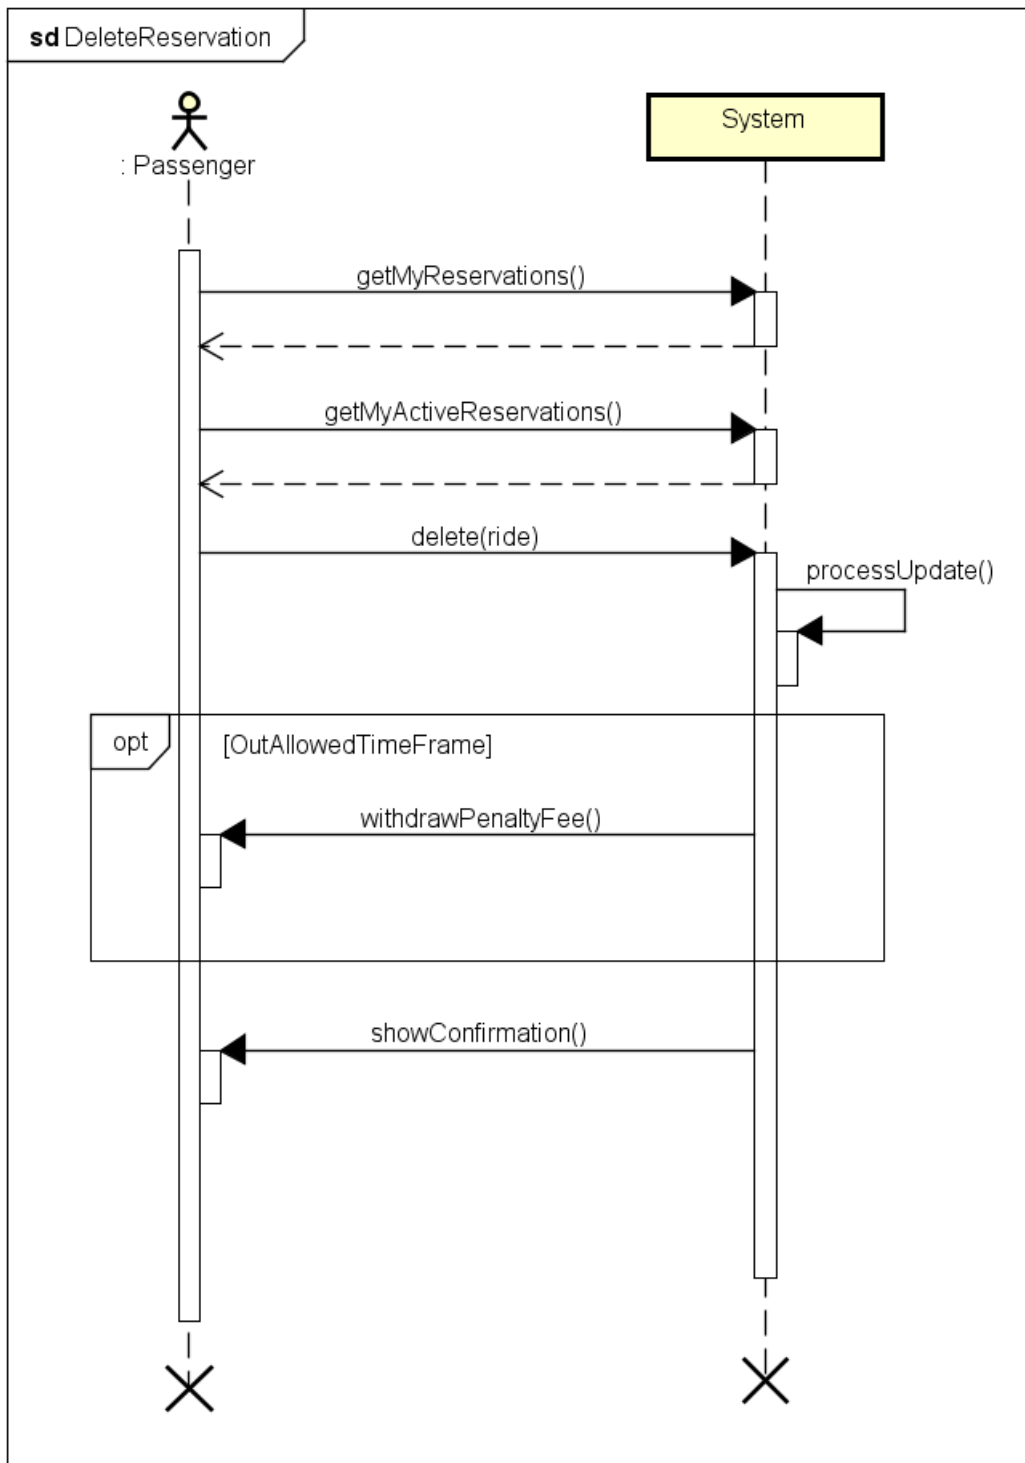 sd DeleteReservation
: Passenger
System
getMyReservations()
getMyActiveReservations()
delete(ride)
processUpdate()
opt
[OutAllowedTimeFrame]
withdrawPenaltyFee()
showConfirmation()